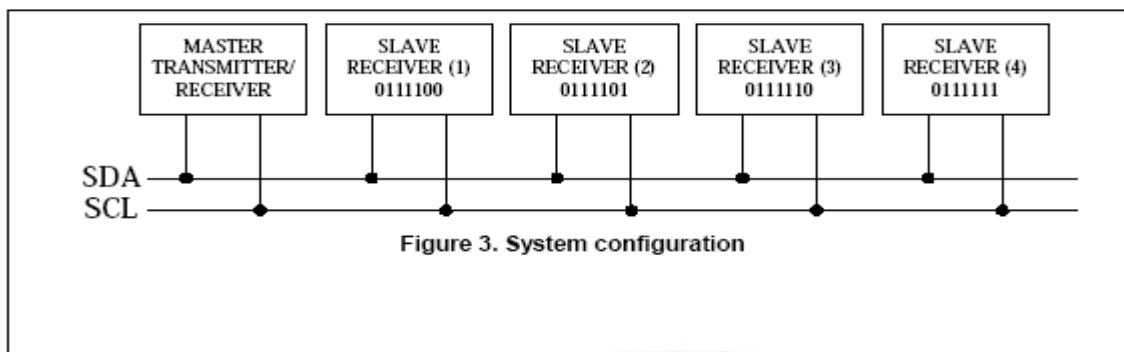 MASTER
TRANSMITTER/
RECEIVER
SLAVE
RECEIVER (1)
0111100
SLAVE
RECEIVER (2)
0111101
SLAVE
RECEIVER (3)
0111110
SLAVE
RECEIVER (4)
0111111
SDA
SCL
Figure 3. System configuration